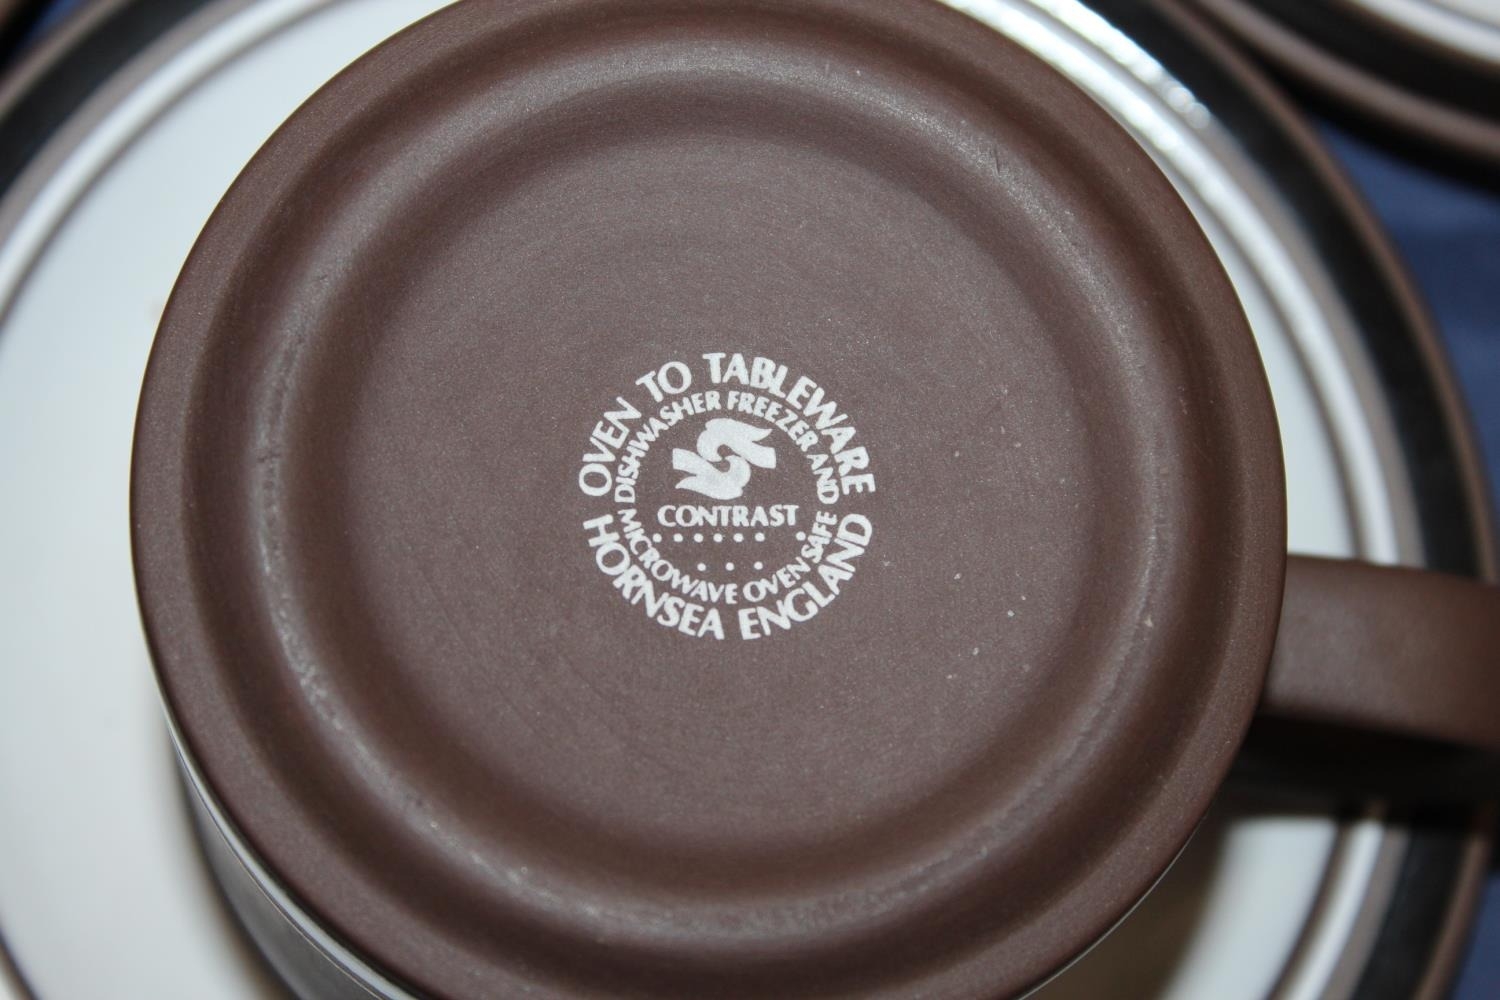 OVEN TO TABLEWARE
DISHWASHER FREEZER AND
CONTRAST
MICROWAVE OVEN SAFE
HORNSEA ENGLAND